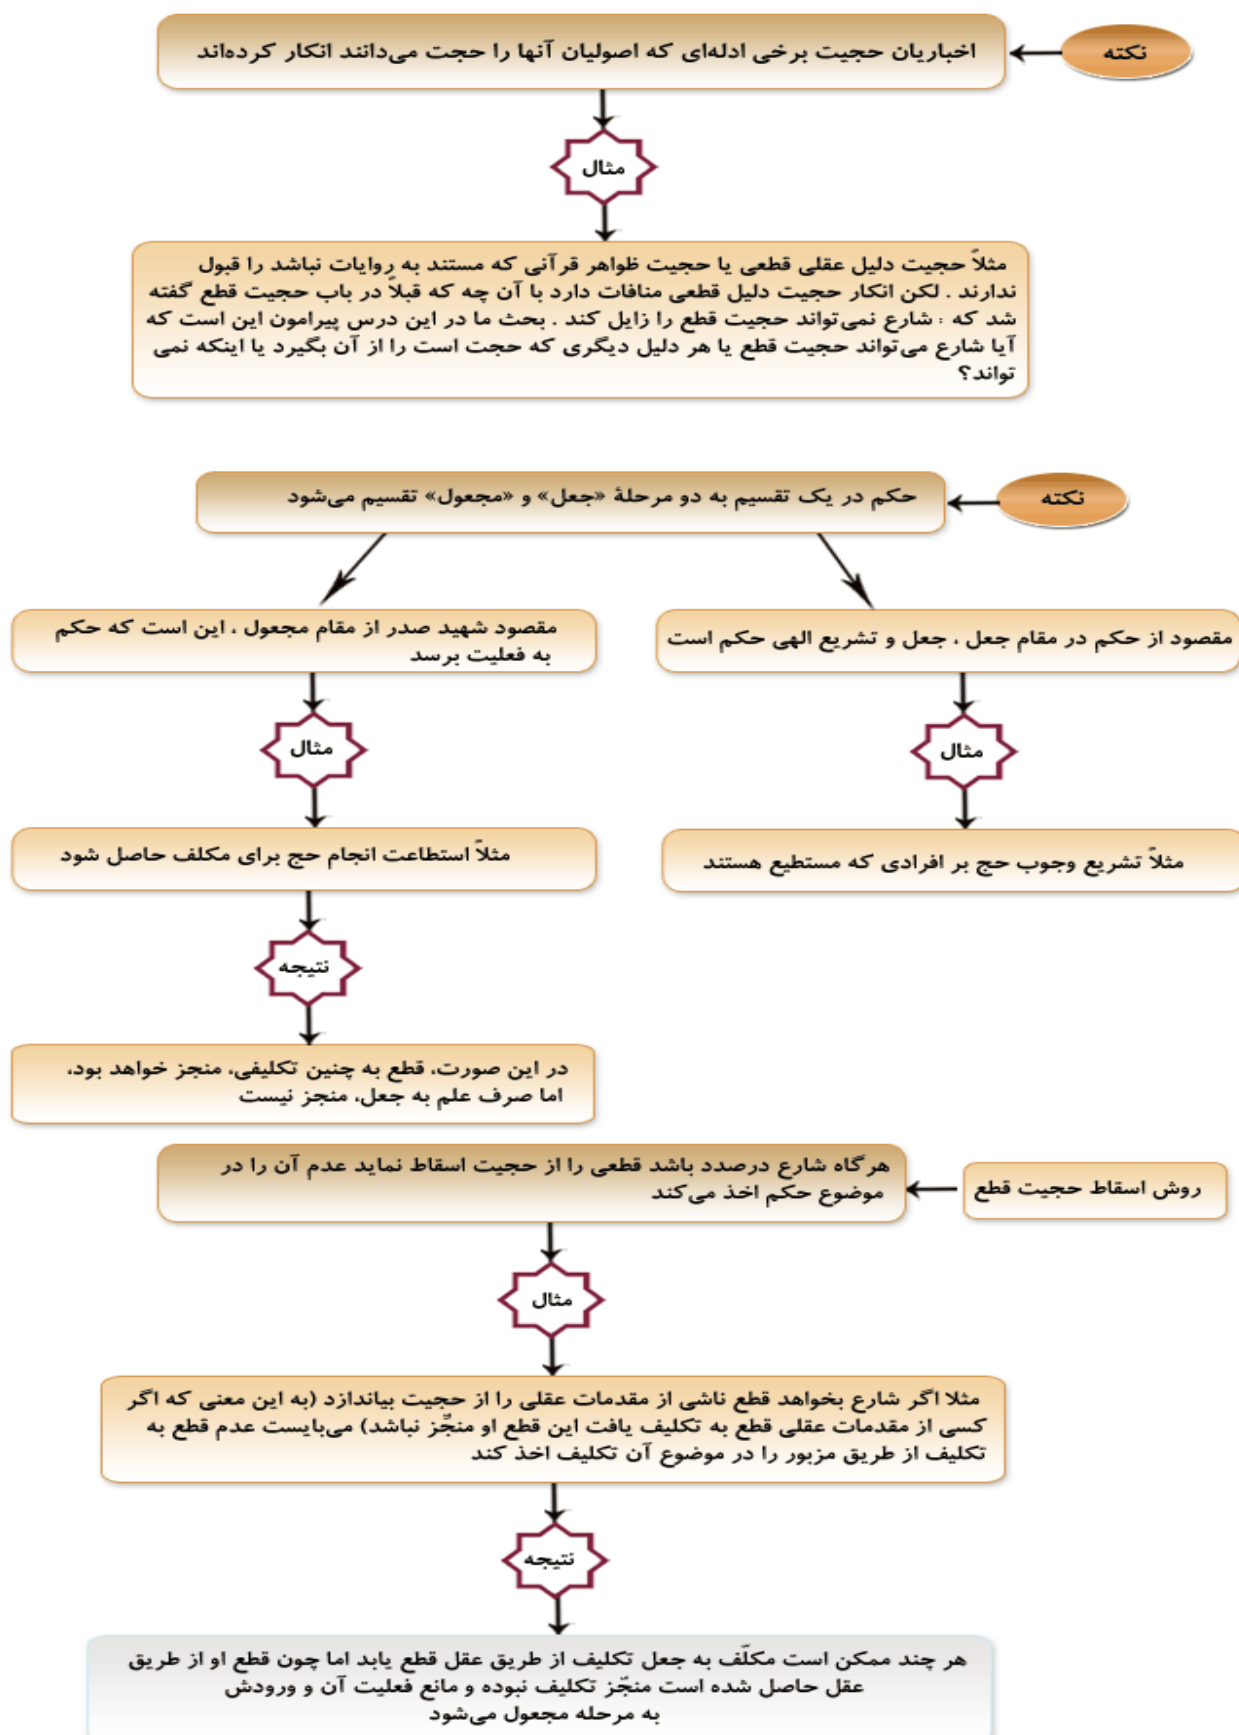 نکته
اخباریان حجیت برخی ادله‌ای که اصولیان آنها را حجت می‌دانند انکار کرده‌اند
مثال
مثلاً حجیت دلیل عقلی قطعی یا حجیت ظواهر قرآنی که مستند به روایات نباشد را قبول
ندارند . لکن انکار حجیت دلیل قطعی منافات دارد با آن چه که قبلاً در باب حجیت قطع گفته
شد که : شارع نمی‌تواند حجیت قطع را زایل کند . بحث ما در این درس پیرامون این است که
آیا شارع می‌تواند حجیت قطع یا هر دلیل دیگری که حجت است را از آن بگیرد یا اینکه نمی
تواند؟
نکته
حکم در یک تقسیم به دو مرحلهٔ «جعل» و «مجعول» تقسیم می‌شود
مقصود از حکم در مقام جعل ، جعل و تشریع الهی حکم است
مثال
مثلاً تشریع وجوب حج بر افرادی که مستطیع هستند
مقصود شهید صدر از مقام مجعول ، این است که حکم
به فعلیت برسد
مثال
مثلاً استطاعت انجام حج برای مکلف حاصل شود
نتیجه
در این صورت، قطع به چنین تکلیفی، منجز خواهد بود،
اما صرف علم به جعل، منجز نیست
روش اسقاط حجیت قطع
هرگاه شارع درصدد باشد قطعی را از حجیت اسقاط نماید عدم آن را در
موضوع حکم اخذ می‌کند
مثال
مثلا اگر شارع بخواهد قطع ناشی از مقدمات عقلی را از حجیت بیاندازد (به این معنی که اگر
کسی از مقدمات عقلی قطع به تکلیف یافت این قطع او منجّز نباشد) می‌بایست عدم قطع به
تکلیف از طریق مزبور را در موضوع آن تکلیف اخذ کند
نتیجه
هر چند ممکن است مکلّف به جعل تکلیف از طریق عقل قطع یابد اما چون قطع او از طریق
عقل حاصل شده است منجّز تکلیف نبوده و مانع فعلیت آن و ورودش
به مرحله مجعول می‌شود